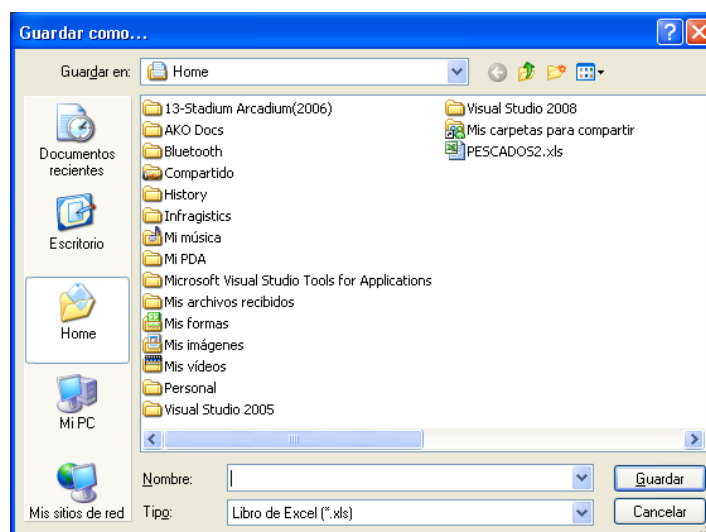 Guardar como...
Guardar en: Home
Documentos
recientes
Escritorio
Home
Mi PC
Mis sitios de red
13-Stadium Arcadium(2006)
AKO Docs
Bluetooth
Compartido
History
Infragistics
Mi música
Mi PDA
Microsoft Visual Studio Tools for Applications
Mis archivos recibidos
Mis formas
Mis imágenes
Mis vídeos
Personal
Visual Studio 2005
Visual Studio 2008
Mis carpetas para compartir
PESCADOS2.xls
Nombre:
Guardar
Tipo: Libro de Excel (*.xls)
Cancelar